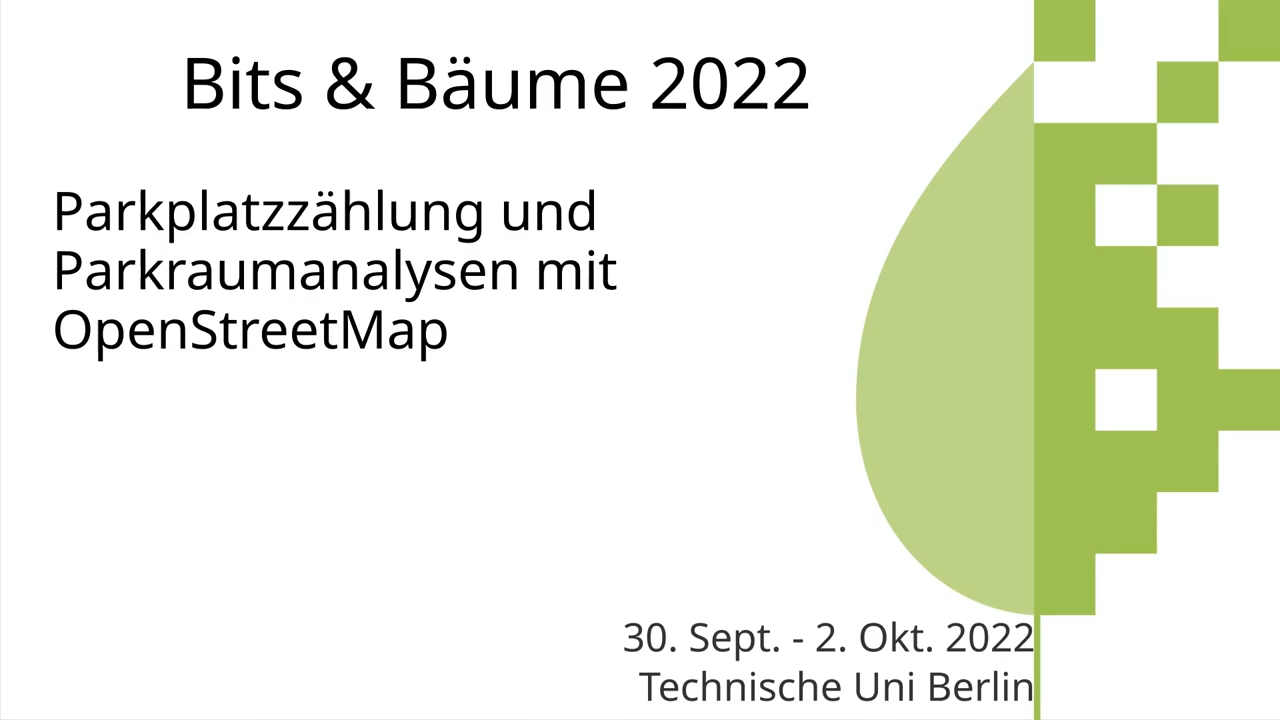 Bits & Bäume 2022
Parkplatzzählung und
Parkraumanalysen mit
OpenStreetMap
30. Sept. - 2. Okt. 2022
Technische Uni Berlin